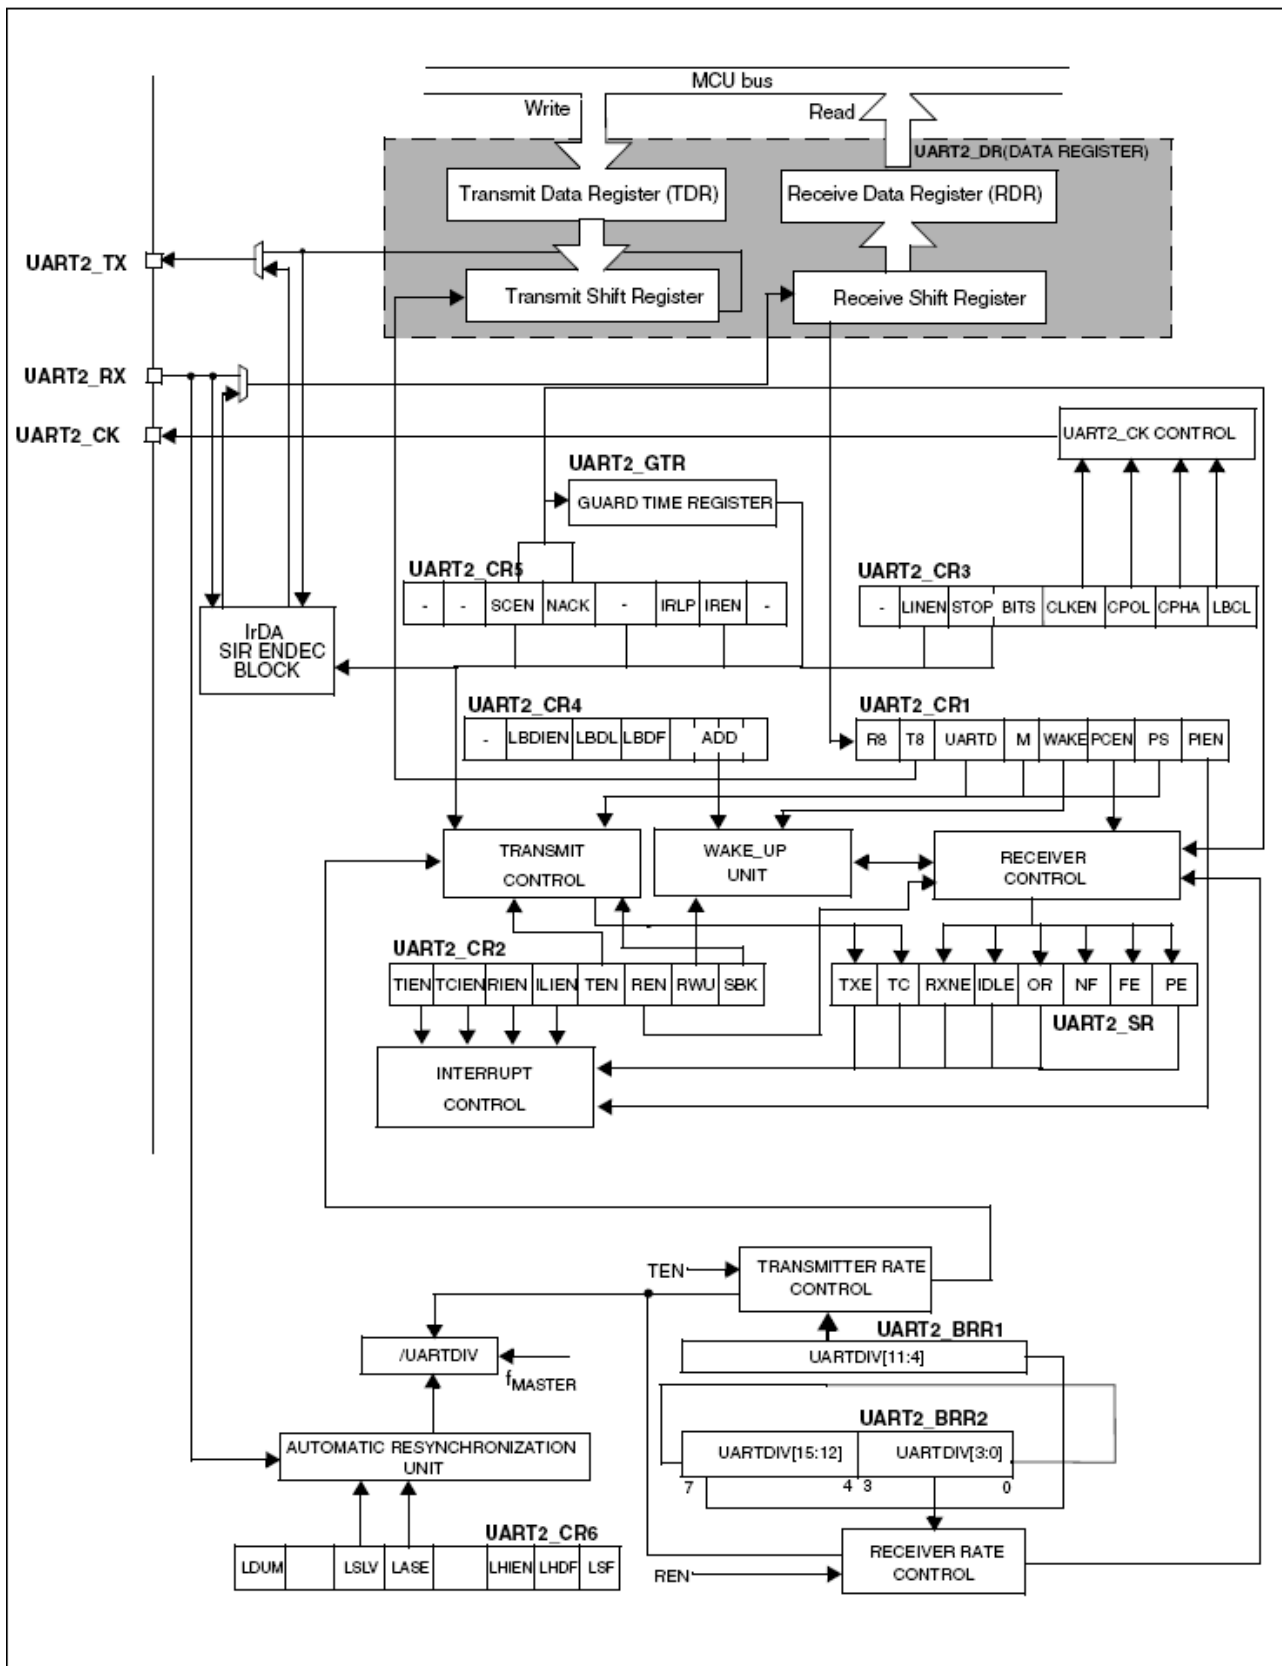 MCU bus
Write
Read
UART2_DR(DATA REGISTER)
Transmit Data Register (TDR)
Receive Data Register (RDR)
UART2_TX
Transmit Shift Register
Receive Shift Register
UART2_RX
UART2_CK
UART2_CK CONTROL
UART2_GTR
GUARD TIME REGISTER
UART2_CR5
- - SCEN NACK - IRLP IREN -
UART2_CR3
- LINEN STOP BITS CLKEN CPOL CPHA LBCL
IrDA
SIR ENDEC
BLOCK
UART2_CR4
- LBDIEN LBDL LBDF ADD
UART2_CR1
R8 T8 UARTD M WAKE PCEN PS PIEN
TRANSMIT
CONTROL
WAKE_UP
UNIT
RECEIVER
CONTROL
UART2_CR2
TIEN TCIEN RIEN ILIEN TEN REN RWU SBK
TXE TC RXNE IDLE OR NF FE PE
UART2_SR
INTERRUPT
CONTROL
TEN
TRANSMITTER RATE
CONTROL
UART2_BRR1
UARTDIV[11:4]
/UARTDIV
fMASTER
UART2_BRR2
UARTDIV[15:12] UARTDIV[3:0]
7 4 3 0
AUTOMATIC RESYNCHRONIZATION
UNIT
UART2_CR6
LDUM LSLV LASE LHIEN LHDF LSF
REN
RECEIVER RATE
CONTROL